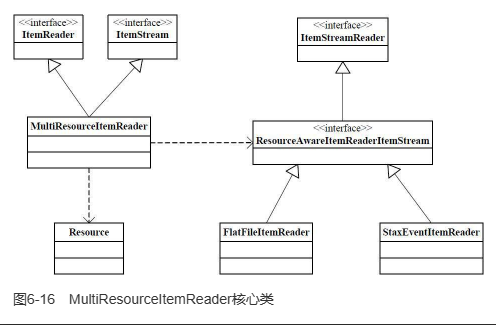 <<interface>>
ItemReader
<<interface>>
ItemStream
<<interface>>
ItemStreamReader
MultiResourceItemReader
<<interface>>
ResourceAwareItemReaderItemStream
Resource
FlatFileItemReader
StaxEventItemReader
图6-16 MultiResourceItemReader核心类